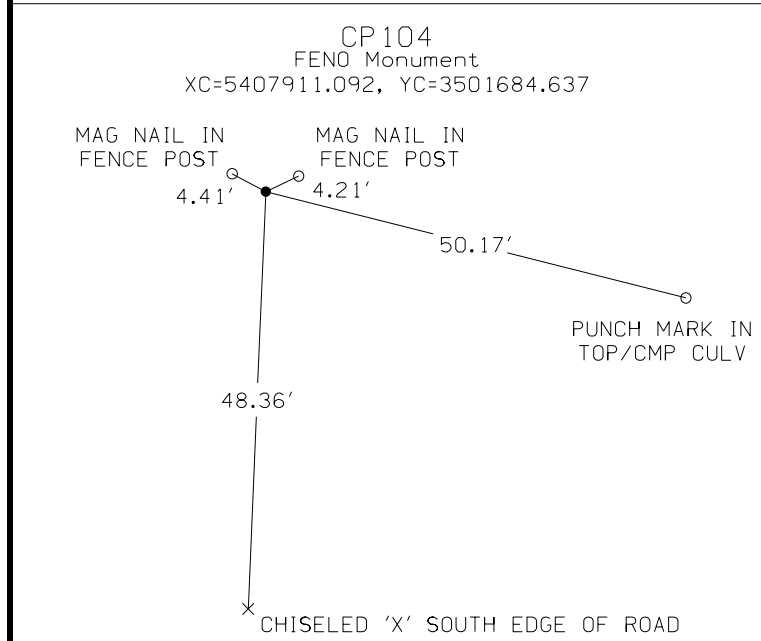 CP104
FENO Monument
XC=5407911.092, YC=3501684.637
MAG NAIL IN
FENCE POST
MAG NAIL IN
FENCE POST
4.41'
4.21'
50.17'
PUNCH MARK IN
TOP/CMP CULV
48.36'
CHISELED 'X' SOUTH EDGE OF ROAD